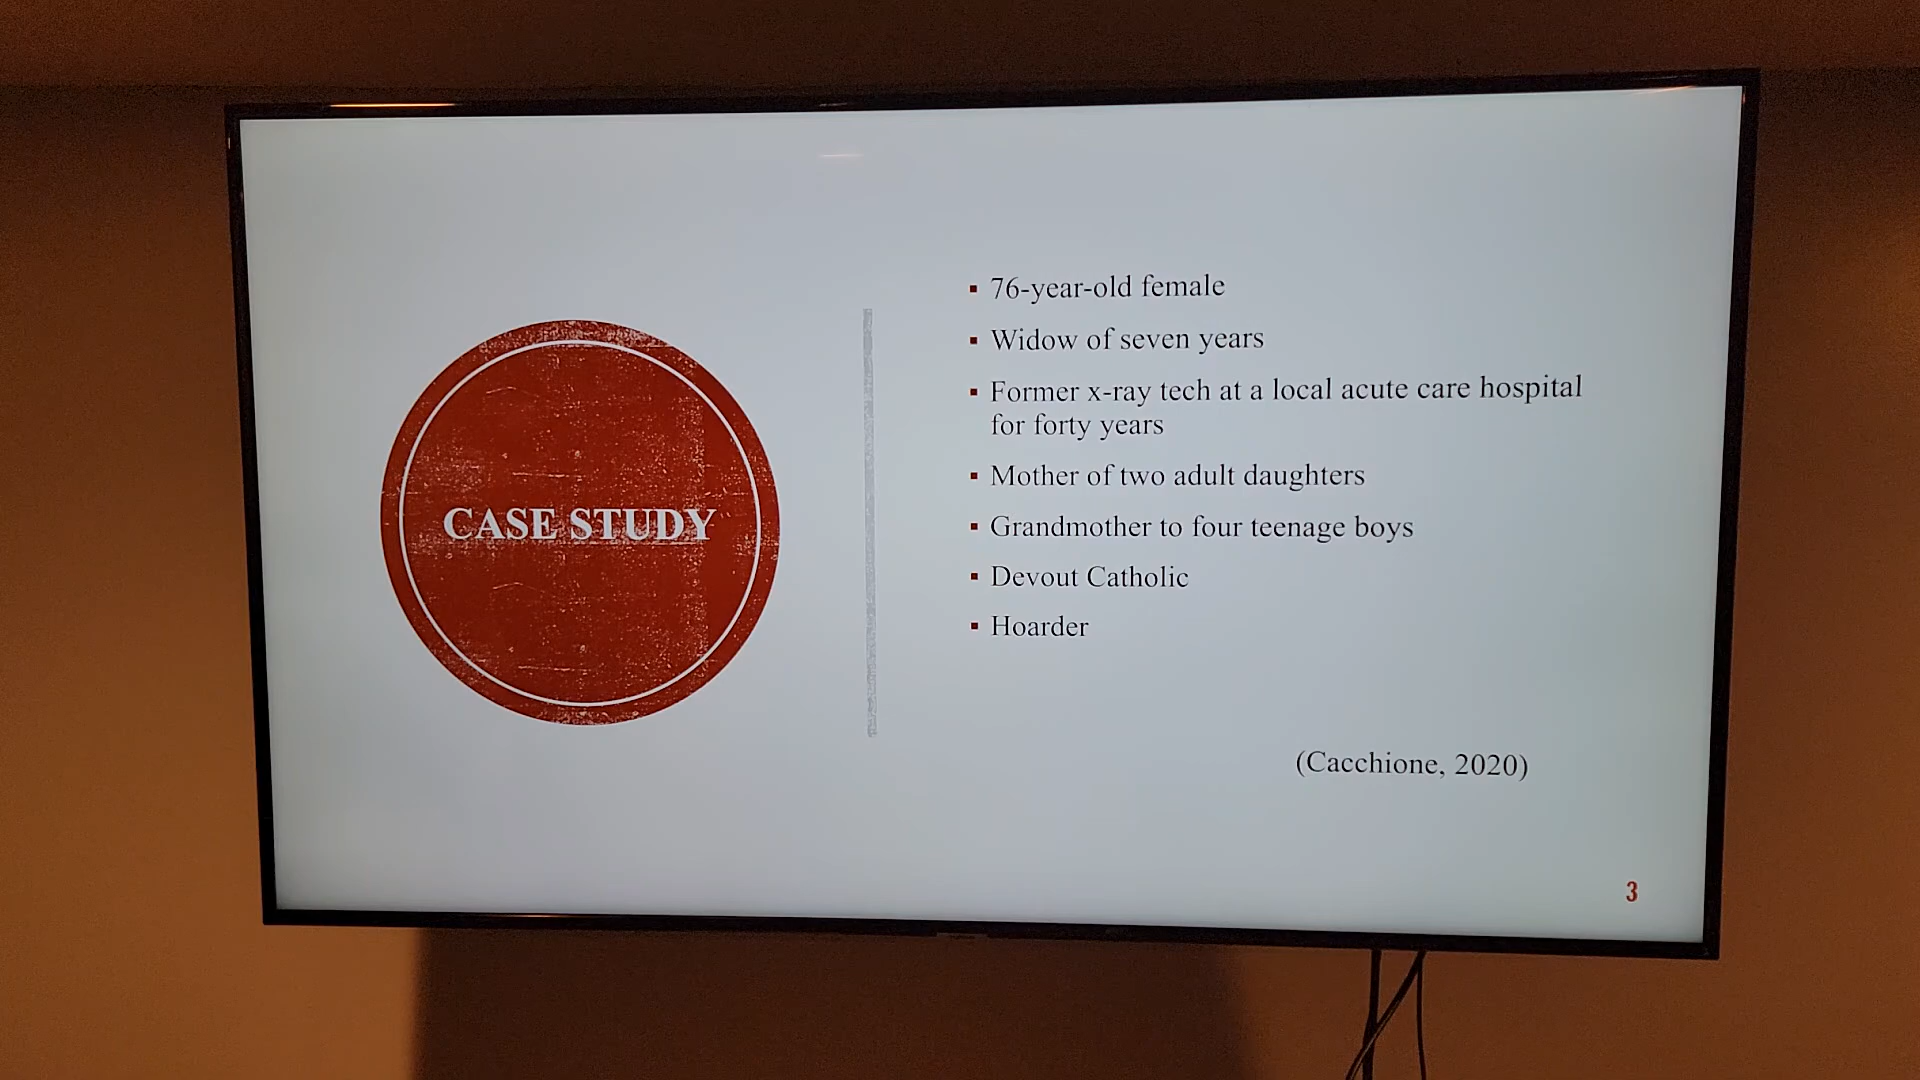 CASE STUDY
▪ 76-year-old female
▪ Widow of seven years
▪ Former x-ray tech at a local acute care hospital
for forty years
▪ Mother of two adult daughters
▪ Grandmother to four teenage boys
▪ Devout Catholic
▪ Hoarder
(Cacchione, 2020)
3